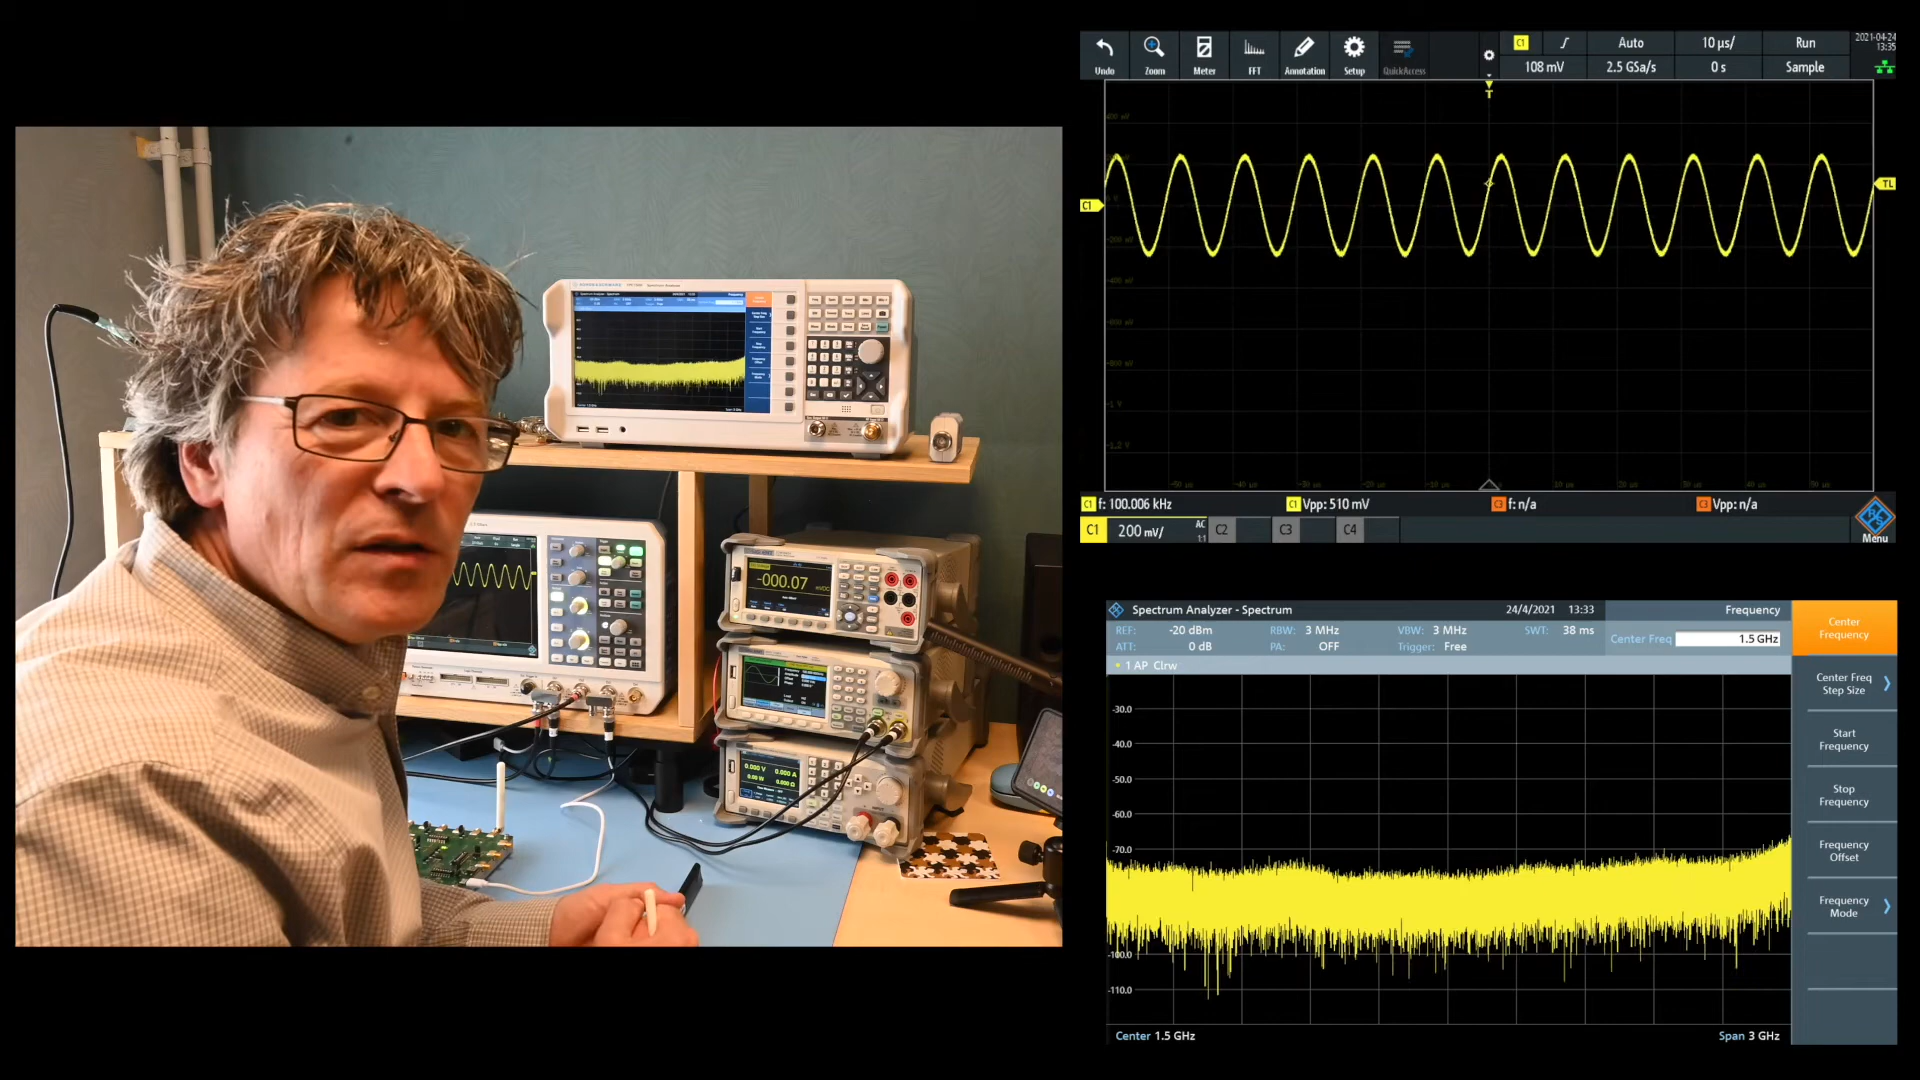 Undo
Zoom
Meter
FFT
Annotation
Setup
QuickAccess
C1
Auto
10 µs/
Run
2021-04-24
13:35
108 mV
2.5 GSa/s
0 s
Sample
T
TL
C1
C1 f: 100.006 kHz
C1 Vpp: 510 mV
C3 f: n/a
C3 Vpp: n/a
C1
200 mV/
AC
1:1
C2
C3
C4
Menu
-000.07
Spectrum Analyzer - Spectrum
24/4/2021 13:33
Frequency
REF: -20 dBm
RBW: 3 MHz
VBW: 3 MHz
SWT: 38 ms
ATT: 0 dB
PA: OFF
Trigger: Free
Center Freq 1.5 GHz
1 AP Clrw
Center
Frequency
Center Freq
Step Size
Start
Frequency
Stop
Frequency
Frequency
Offset
Frequency
Mode
-30.0
-40.0
-50.0
-60.0
-70.0
-100.0
-110.0
Center 1.5 GHz
Span 3 GHz